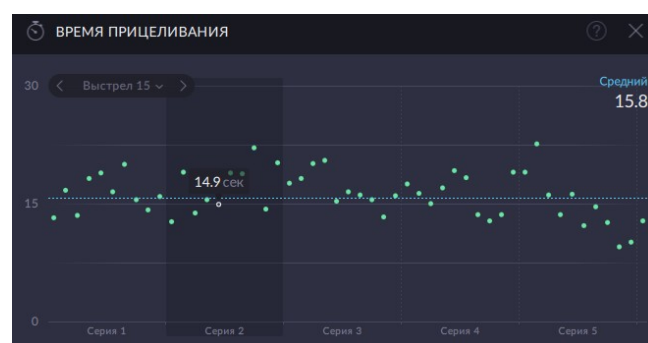 ВРЕМЯ ПРИЦЕЛИВАНИЯ
?
30
Выстрел 15
Средний
15.8
14.9 сек
15
0
Серия 1 Серия 2 Серия 3 Серия 4 Серия 5